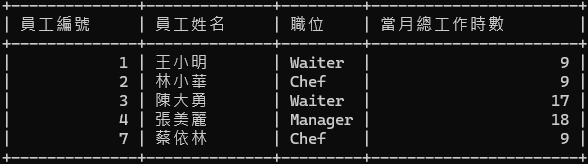 員工編號 | 員工姓名 | 職位 | 當月總工作時數
1 | 王小明 | Waiter | 9
2 | 林小華 | Chef | 9
3 | 陳大勇 | Waiter | 17
4 | 張美麗 | Manager | 18
7 | 蔡依林 | Chef | 9